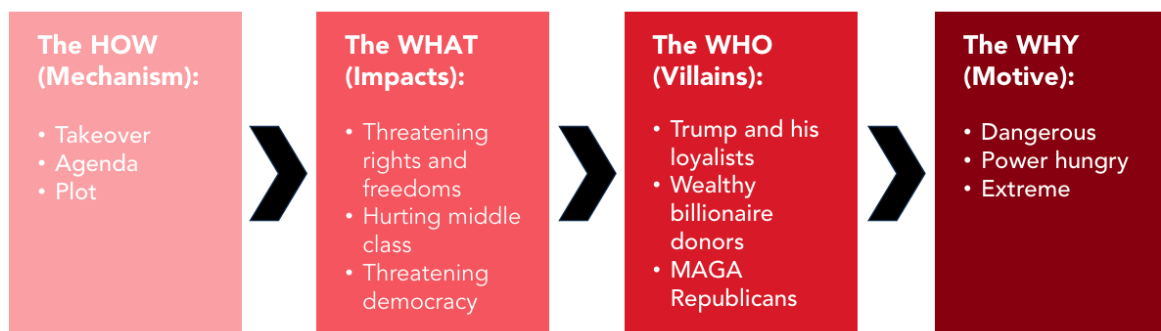 The HOW
(Mechanism):
• Takeover
• Agenda
• Plot
The WHAT
(Impacts):
• Threatening
rights and
freedoms
• Hurting middle
class
• Threatening
democracy
The WHO
(Villains):
• Trump and his
loyalists
• Wealthy
billionaire
donors
• MAGA
Republicans
The WHY
(Motive):
• Dangerous
• Power hungry
• Extreme